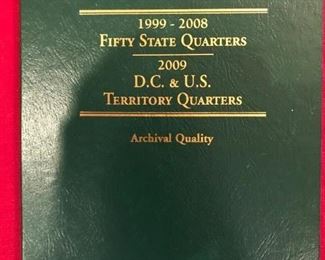 1999 - 2008
FIFTY STATE QUARTERS
2009
D.C. & U.S.
TERRITORY QUARTERS
Archival Quality